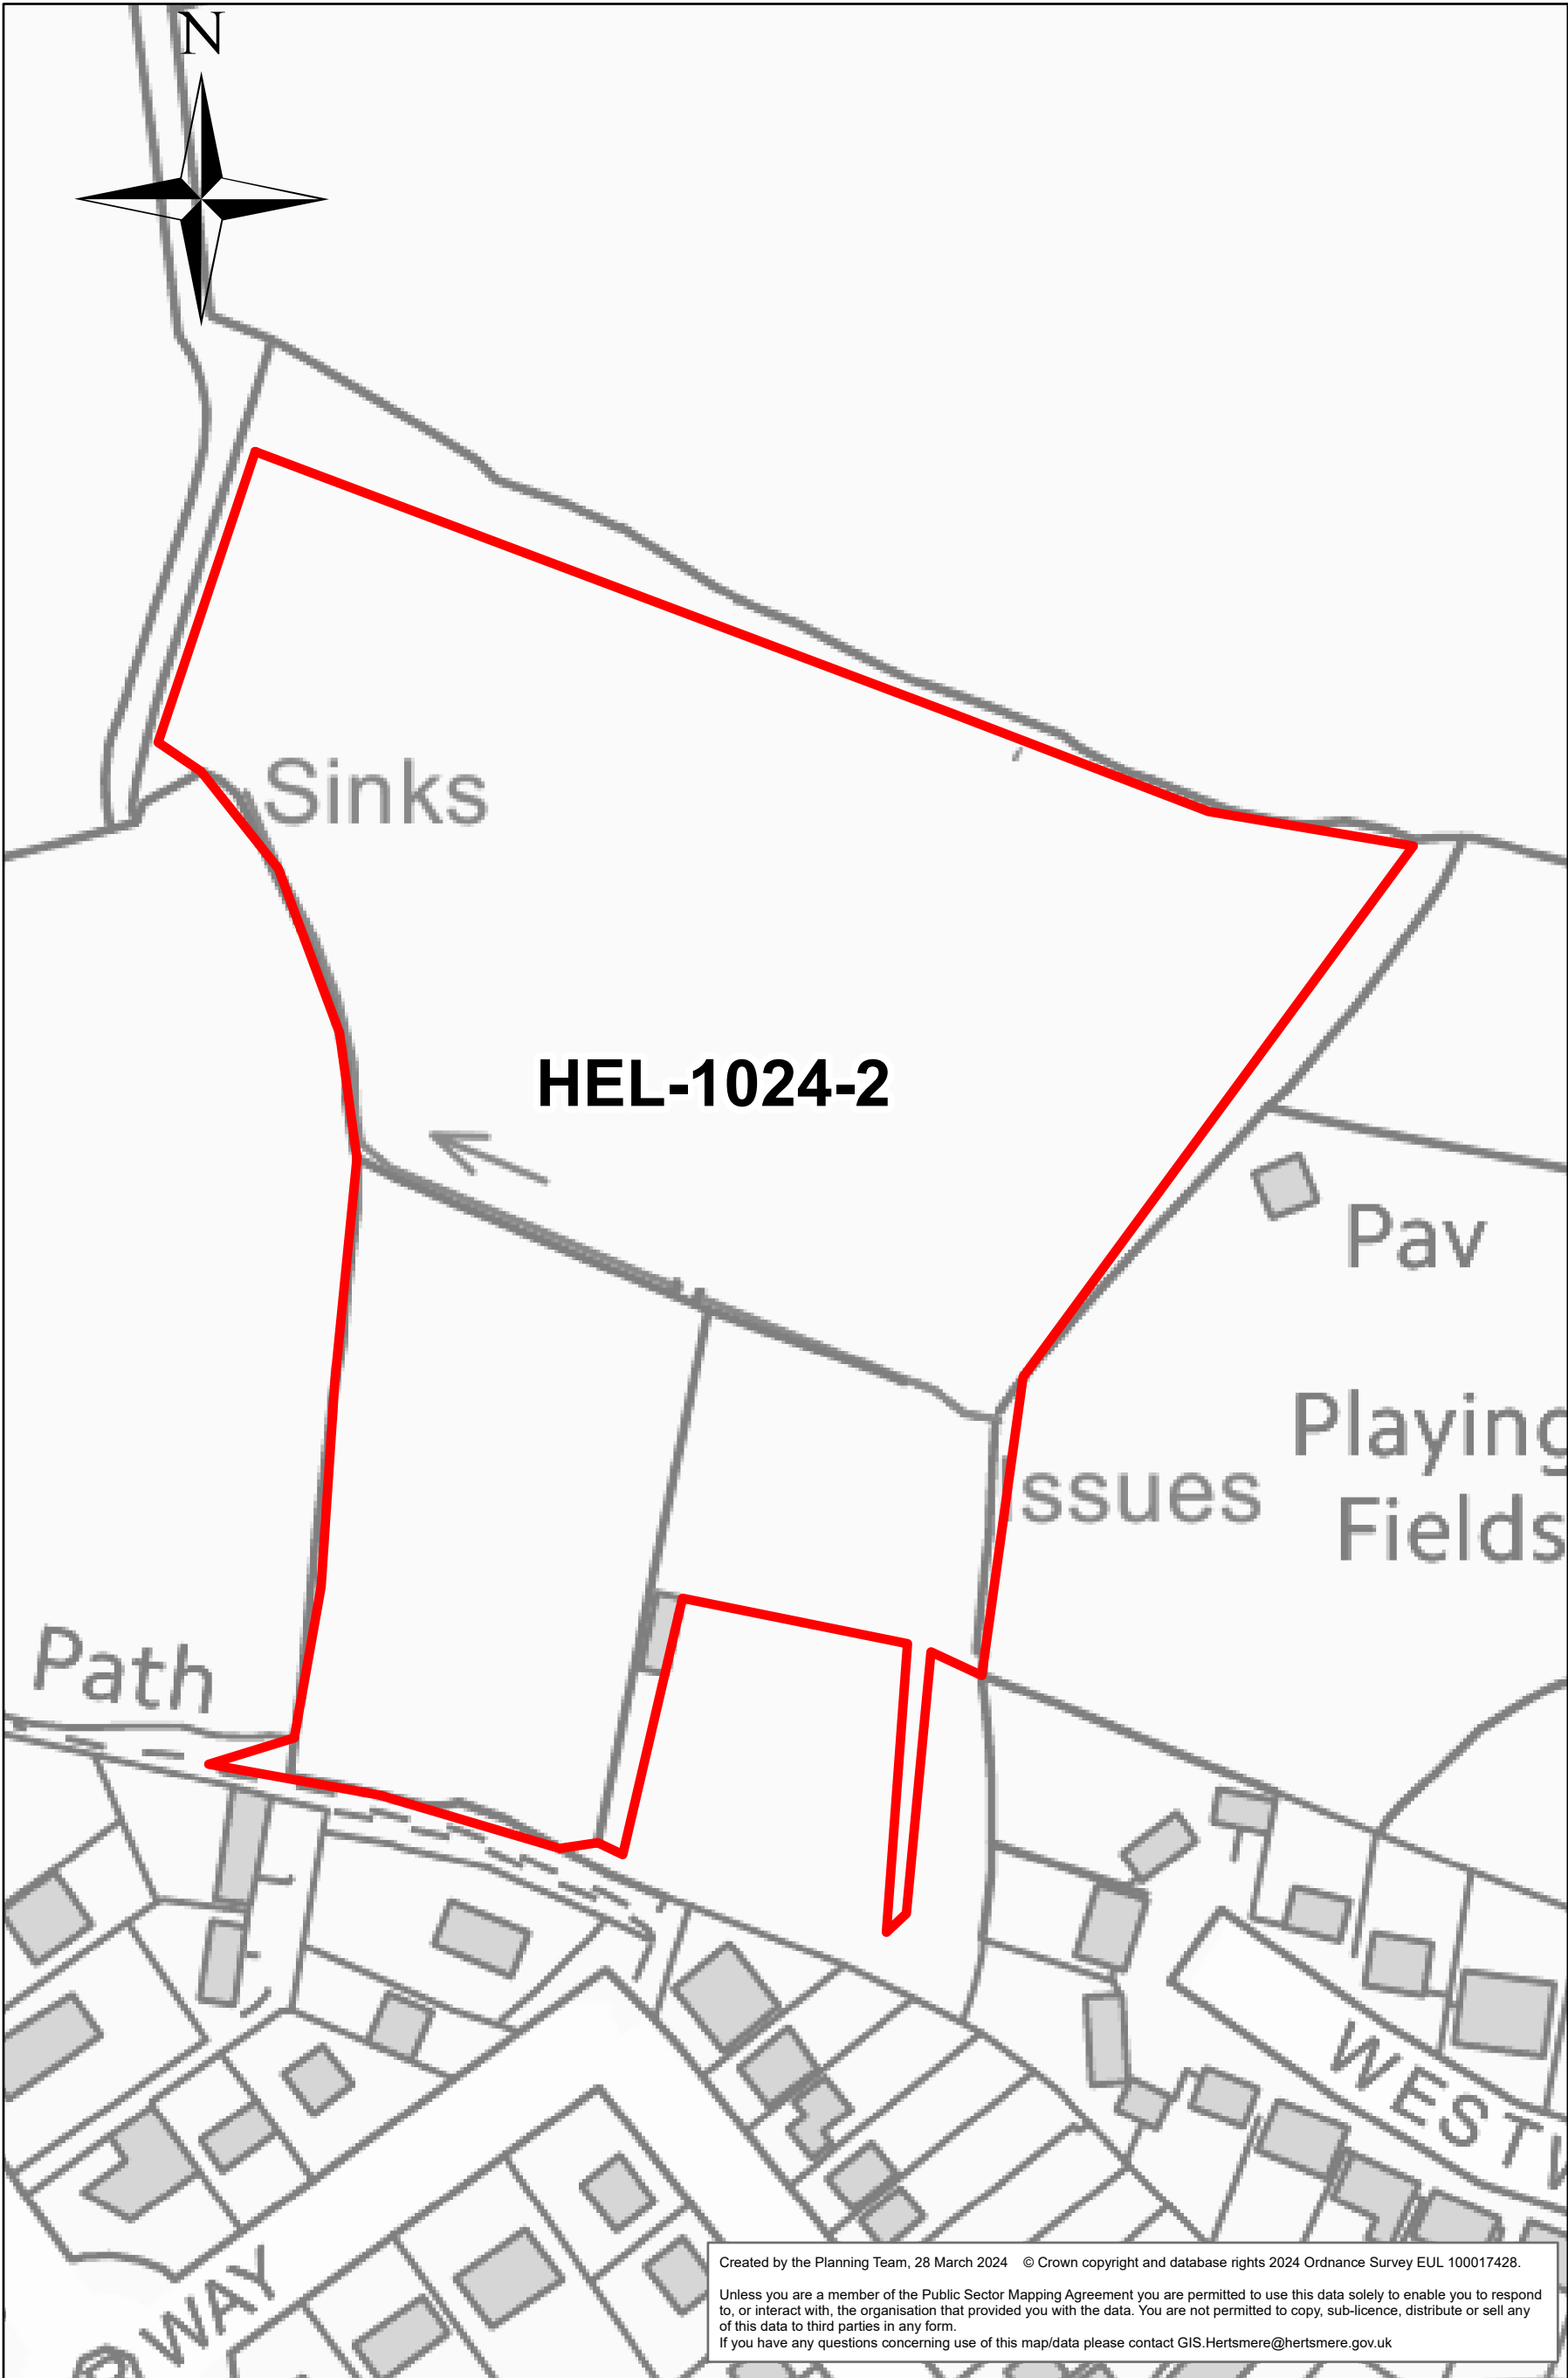 N
Sinks
HEL-1024-2
Pav
Playing
Fields
ssues
Path
WAY
Created by the Planning Team, 28 March 2024 © Crown copyright and database rights 2024 Ordnance Survey EUL 100017428.
Unless you are a member of the Public Sector Mapping Agreement you are permitted to use this data solely to enable you to respond
to, or interact with, the organisation that provided you with the data. You are not permitted to copy, sub-licence, distribute or sell any
of this data to third parties in any form.
If you have any questions concerning use of this map/data please contact GIS.Hertsmere@hertsmere.gov.uk